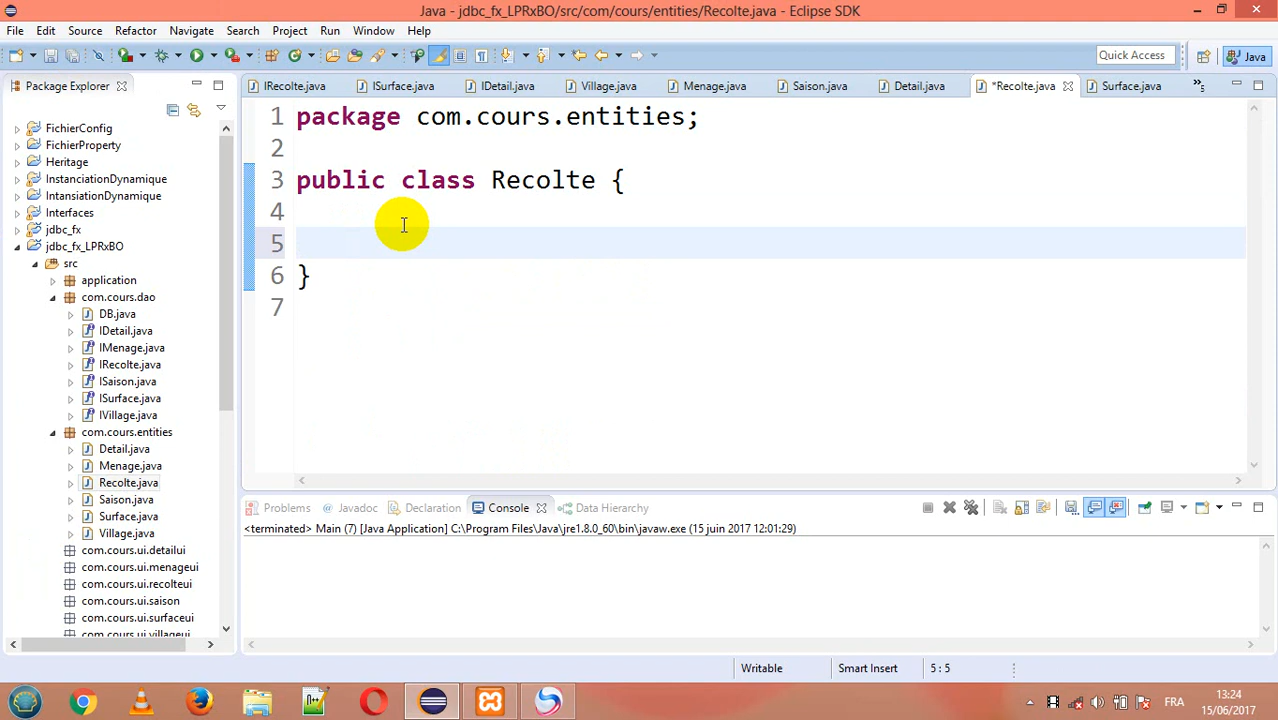 Java - jdbc_fx_LPRxBO/src/com/cours/entities/Recolte.java - Eclipse SDK
File Edit Source Refactor Navigate Search Project Run Window Help
Quick Access
Java
Package Explorer
IRecolte.java ISurface.java IDetail.java Village.java Menage.java Saison.java Detail.java *Recolte.java Surface.java »5
FichierConfig
FichierProperty
Heritage
InstanciationDynamique
IntansiationDynamique
Interfaces
jdbc_fx
jdbc_fx_LPRxBO
src
application
com.cours.dao
DB.java
IDetail.java
IMenage.java
IRecolte.java
ISaison.java
ISurface.java
IVillage.java
com.cours.entities
Detail.java
Menage.java
Recolte.java
Saison.java
Surface.java
Village.java
com.cours.ui.detailui
com.cours.ui.menageui
com.cours.ui.recolteui
com.cours.ui.saison
com.cours.ui.surfaceui
com.cours.ui.villageui
1 package com.cours.entities;
2
3 public class Recolte {
4
5
6 }
7
Problems @ Javadoc Declaration Console Data Hierarchy
<terminated> Main (7) [Java Application] C:\Program Files\Java\jre1.8.0_60\bin\javaw.exe (15 juin 2017 12:01:29)
Writable Smart Insert 5 : 5
FRA
13:24
15/06/2017